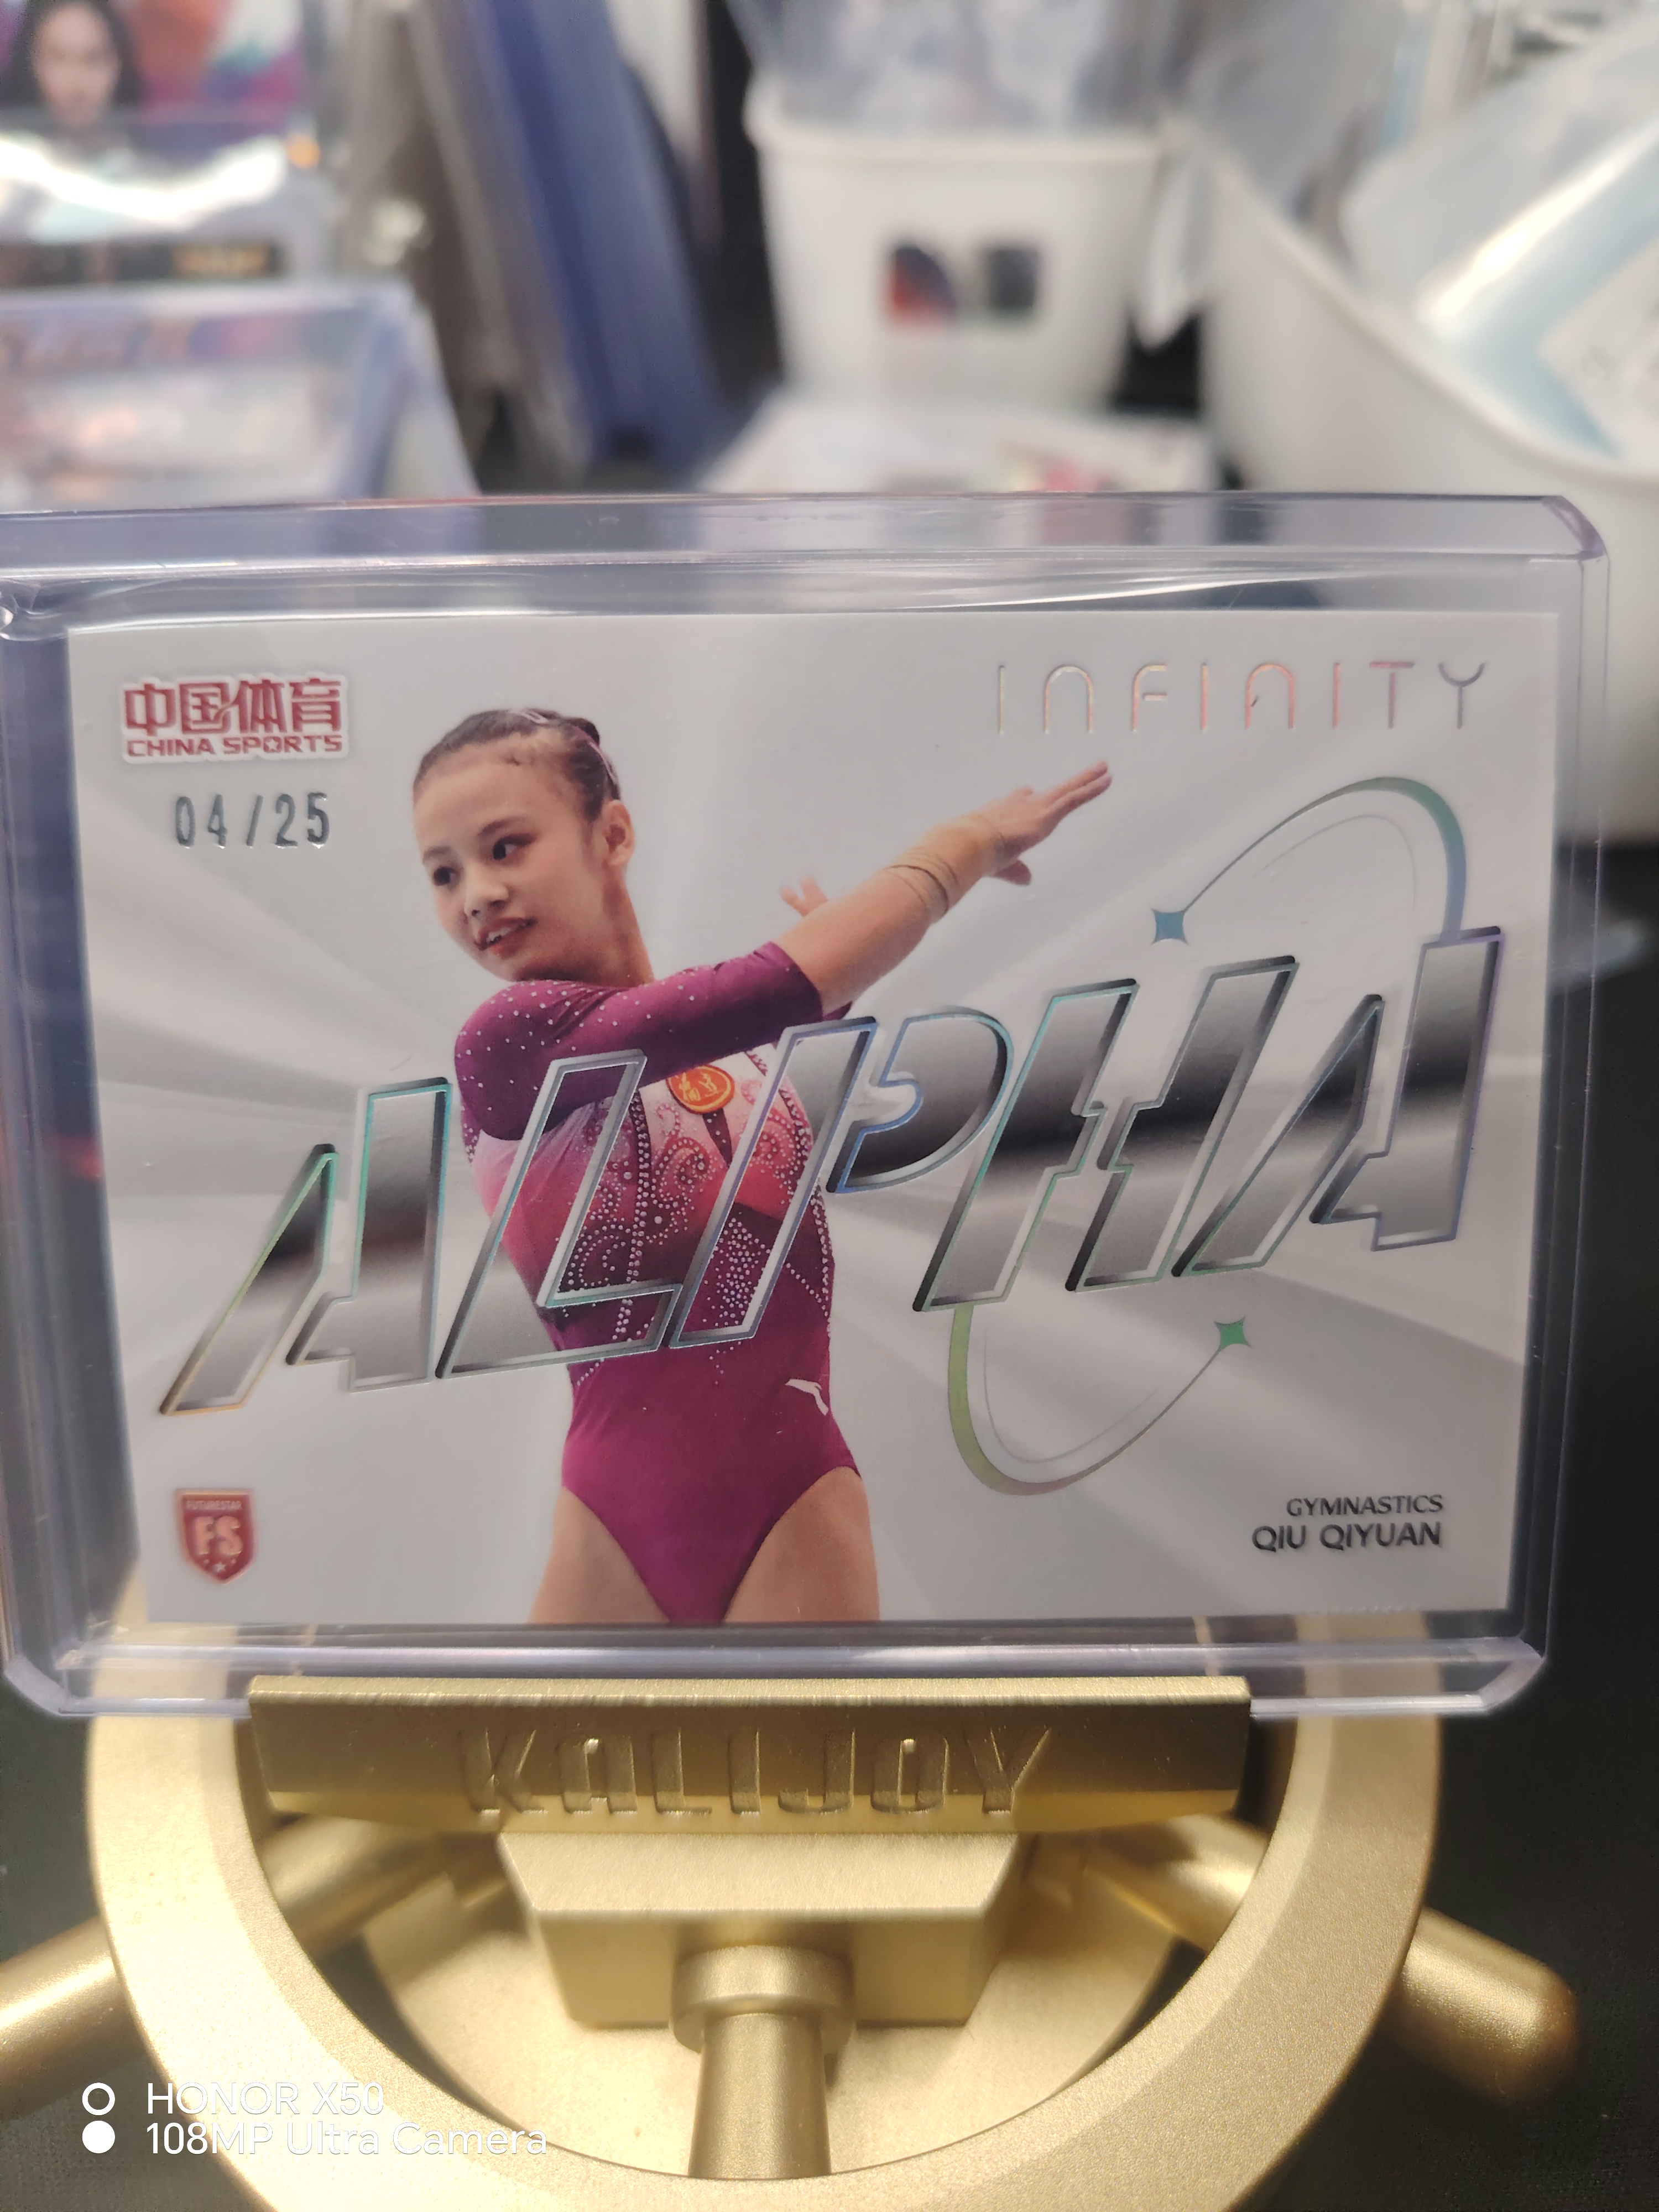 中国体育
CHINA SPORTS
INFINITY
04/25
ALPHA
FUTURESTAR
FS
GYMNASTICS
QIU QIYUAN
KALIJOY
HONOR X50
108MP Ultra Camera